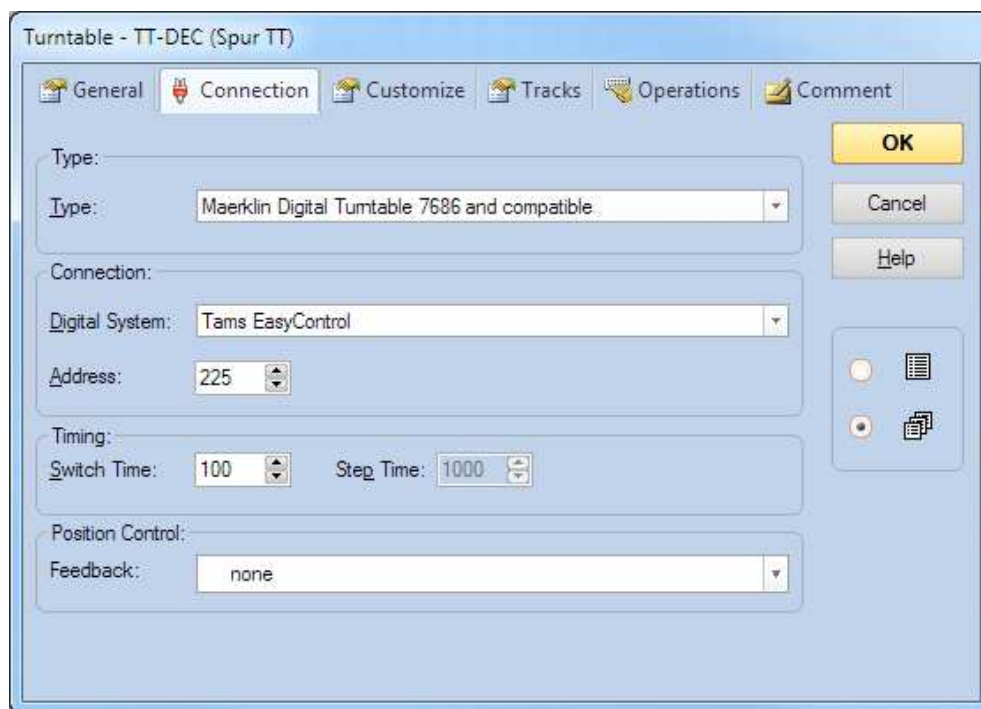 Turntable - TT-DEC (Spur TT)
General Connection Customize Tracks Operations Comment
OK
Cancel
Help
Type:
Type: Maerklin Digital Turntable 7686 and compatible
Connection:
Digital System: Tams EasyControl
Address: 225
Timing:
Switch Time: 100 Step Time: 1000
Position Control:
Feedback: none